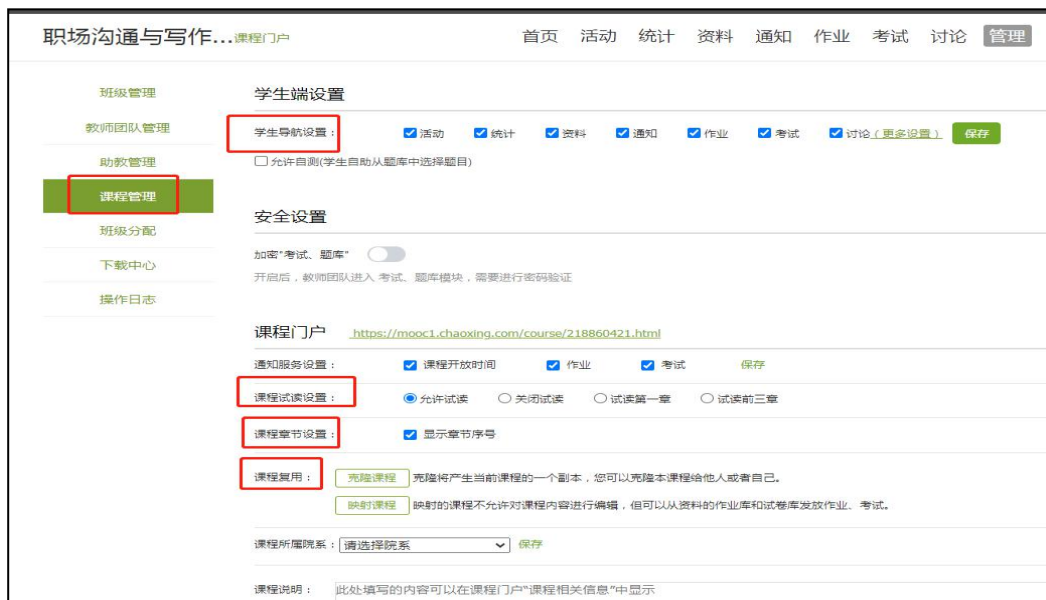 职场沟通与写作...课程门户 首页 活动 统计 资料 通知 作业 考试 讨论 管理
班级管理
教师团队管理
助教管理
课程管理
班级分配
下载中心
操作日志
学生端设置
学生导航设置： 活动 统计 资料 通知 作业 考试 讨论(更多设置) 保存
允许自测(学生自助从题库中选择题目)
安全设置
加密"考试、题库"
开启后，教师团队进入 考试、题库模块，需要进行密码验证
课程门户 https://mooc1.chaoxing.com/course/218860421.html
通知服务设置： 课程开放时间 作业 考试 保存
课程试读设置： 允许试读 关闭试读 试读第一章 试读前三章
课程章节设置： 显示章节序号
课程复用： 克隆课程 克隆将产生当前课程的一个副本，您可以克隆本课程给他人或者自己。
映射课程 映射的课程不允许对课程内容进行编辑，但可以从资料的作业库和试卷库发放作业、考试。
课程所属院系： 请选择院系 保存
课程说明： 此处填写的内容可以在课程门户"课程相关信息"中显示